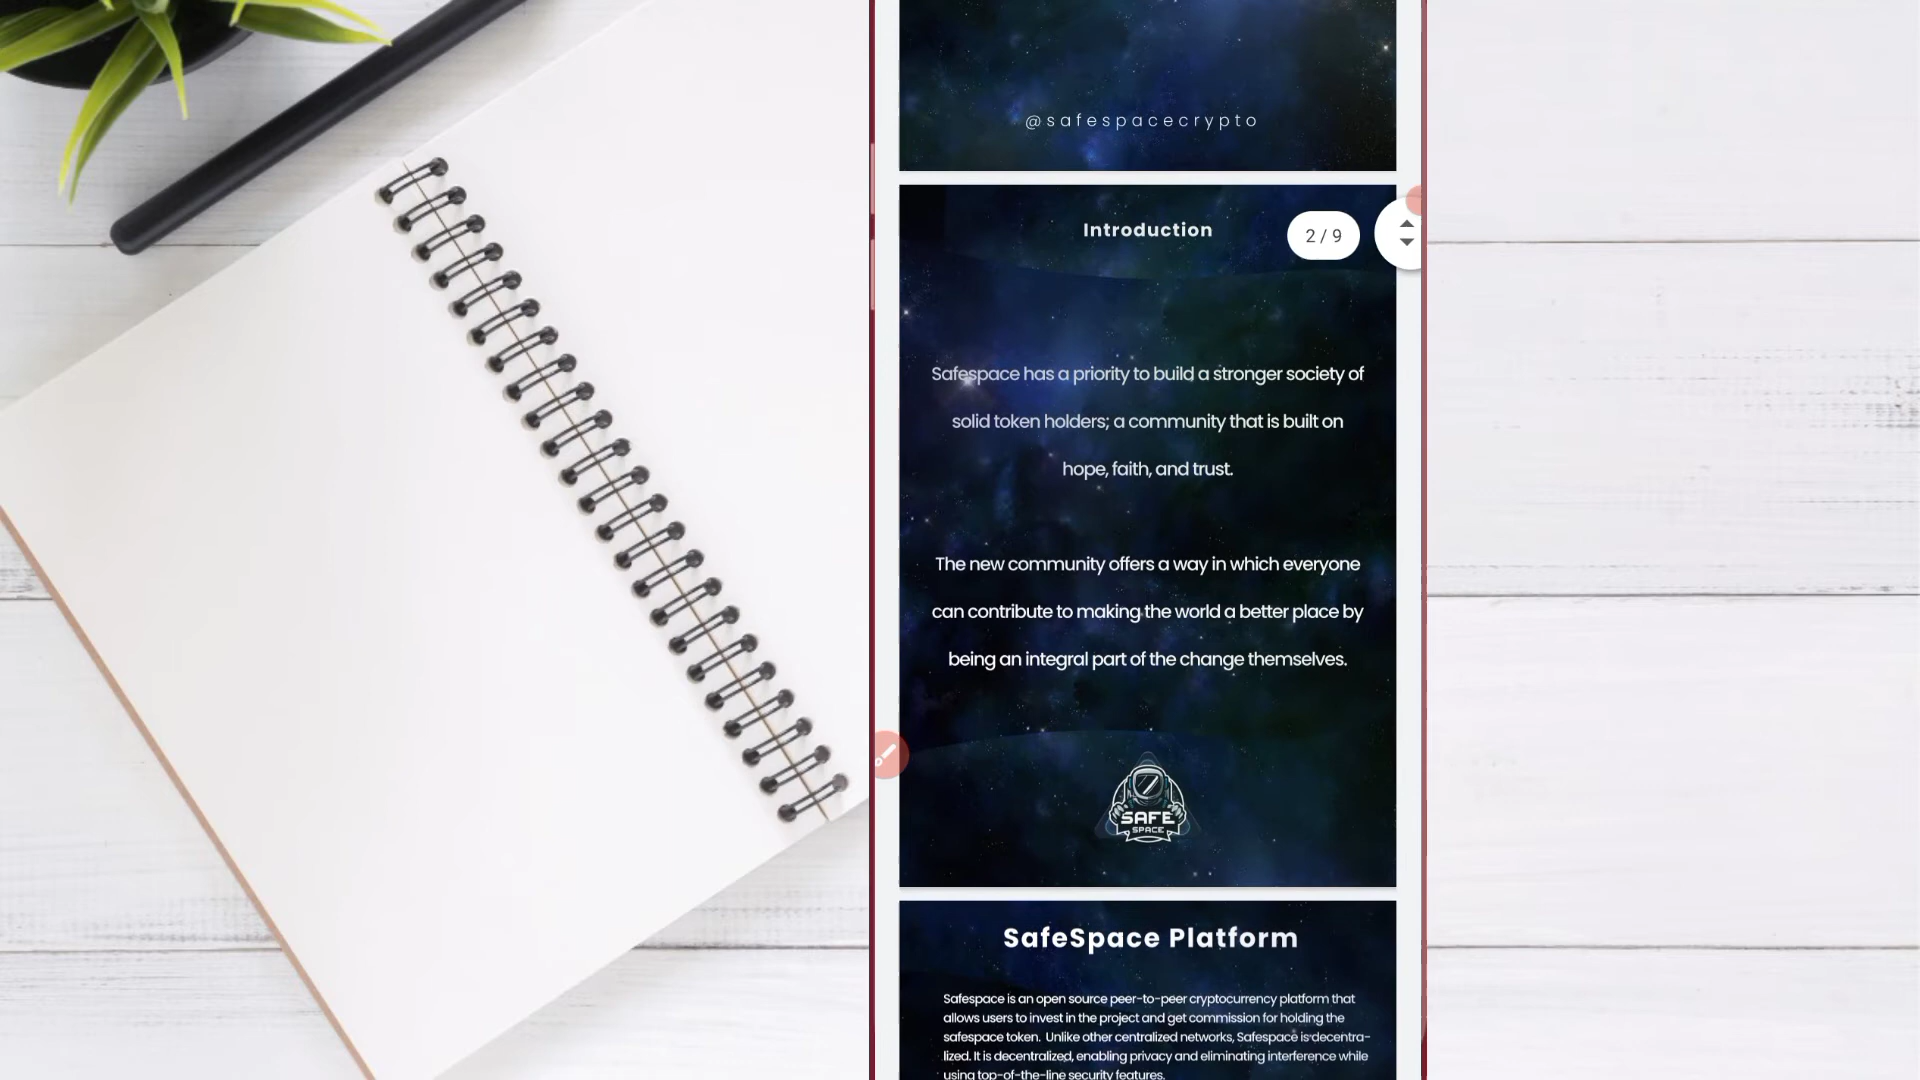 @safespacecrypto
Introduction
2 / 9
Safespace has a priority to build a stronger society of
solid token holders; a community that is built on
hope, faith, and trust.
The new community offers a way in which everyone
can contribute to making the world a better place by
being an integral part of the change themselves.
SAFE
SPACE
SafeSpace Platform
Safespace is an open source peer-to-peer cryptocurrency platform that
allows users to invest in the project and get commission for holding the
safespace token. Unlike other centralized networks, Safespace is decentra-
lized. It is decentralized, enabling privacy and eliminating interference while
using top-of-the-line security features.